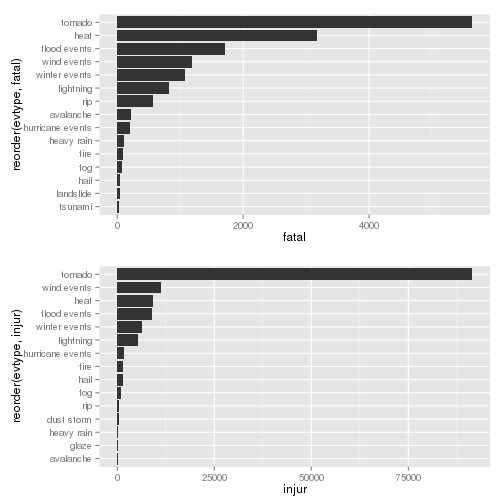 tornado
heat
flood events
wind events
winter events
lightning
rip
avalanche
hurricane events
heavy rain
fire
fog
hail
landslide
tsunami
reorder(evtype, fatal)
0 2000 4000
fatal
tornado
wind events
heat
flood events
winter events
lightning
hurricane events
fire
hail
fog
rip
dust storm
heavy rain
glaze
avalanche
reorder(evtype, injur)
0 25000 50000 75000
injur